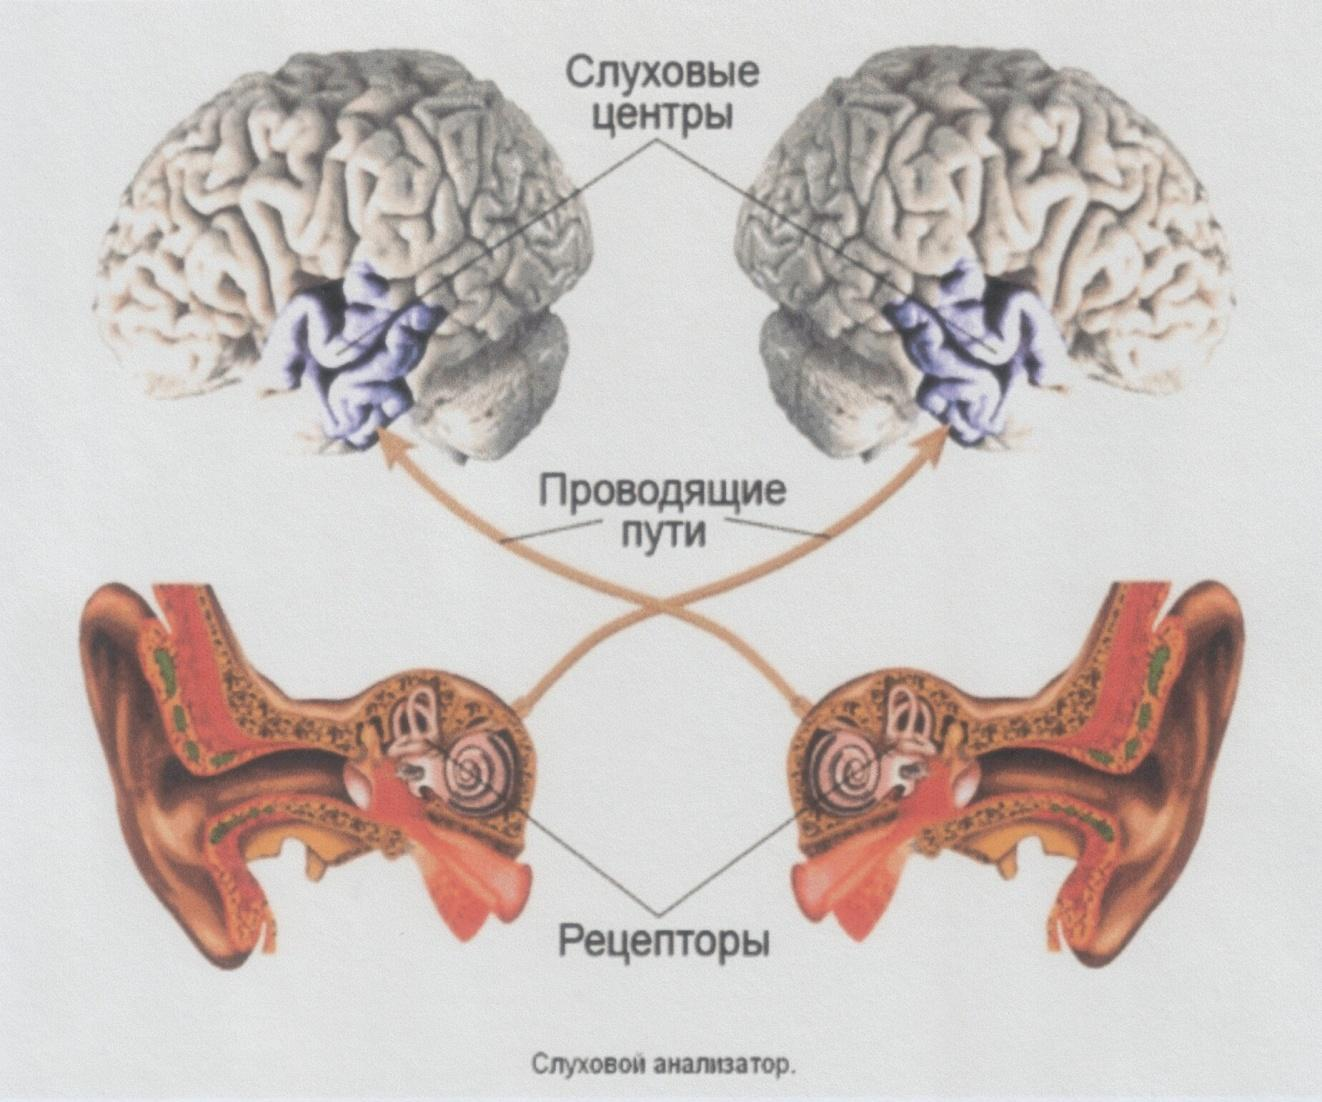 Слуховые
центры
Проводящие
пути
Рецепторы
Слуховой анализатор.